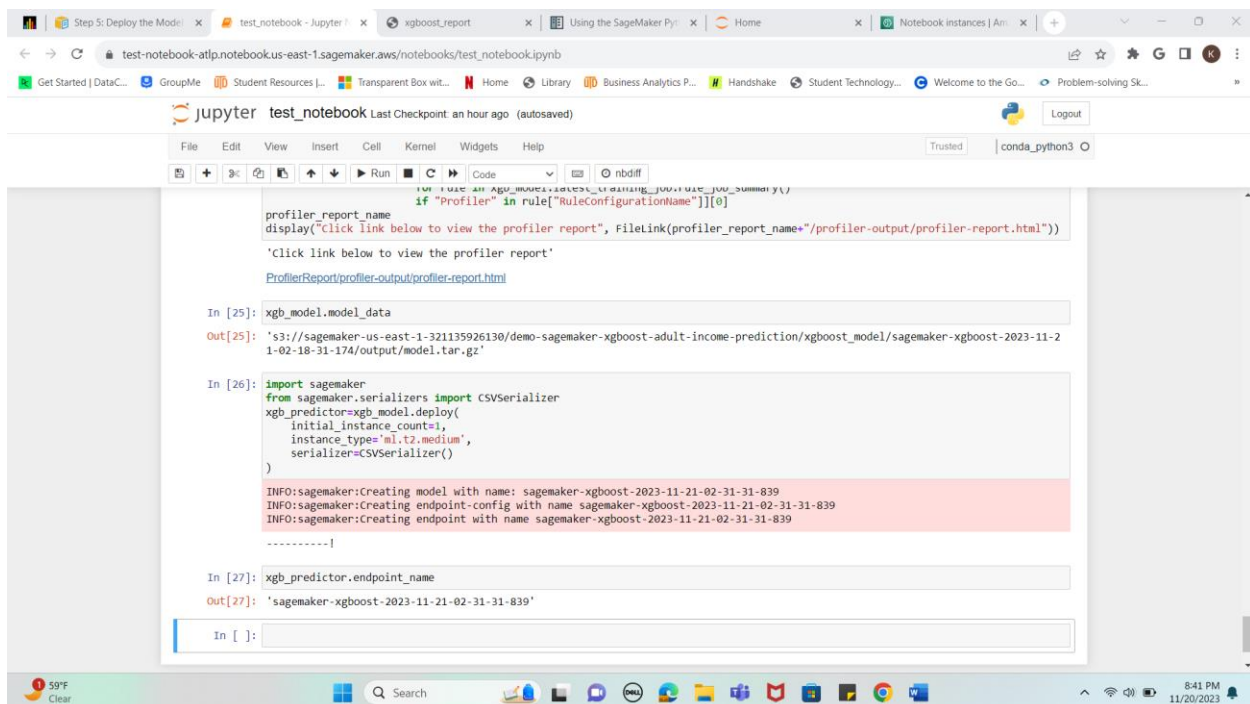 Step 5: Deploy the Model
test_notebook - Jupyter N
xgboost_report
Using the SageMaker Pyt
Home
Notebook instances | Am
test-notebook-atlp.notebook.us-east-1.sagemaker.aws/notebooks/test_notebook.ipynb
Get Started | DataC... GroupMe Student Resources |... Transparent Box wit... Home Library Business Analytics P... Handshake Student Technology... Welcome to the Go... Problem-solving Sk...
jupyter test_notebook Last Checkpoint: an hour ago (autosaved) Logout
File Edit View Insert Cell Kernel Widgets Help Trusted conda_python3
Run Code nbdiff
for rule in xgb_model.latest_training_job.rule_job_summary()
if "Profiler" in rule["RuleConfigurationName"]][0]
profiler_report_name
display("Click link below to view the profiler report", FileLink(profiler_report_name+"/profiler-output/profiler-report.html"))
'Click link below to view the profiler report'
ProfilerReport/profiler-output/profiler-report.html
In [25]: xgb_model.model_data
Out[25]: 's3://sagemaker-us-east-1-321135926130/demo-sagemaker-xgboost-adult-income-prediction/xgboost_model/sagemaker-xgboost-2023-11-2
1-02-18-31-174/output/model.tar.gz'
In [26]: import sagemaker
from sagemaker.serializers import CSVSerializer
xgb_predictor=xgb_model.deploy(
initial_instance_count=1,
instance_type='ml.t2.medium',
serializer=CSVSerializer()
)
INFO:sagemaker:Creating model with name: sagemaker-xgboost-2023-11-21-02-31-31-839
INFO:sagemaker:Creating endpoint-config with name sagemaker-xgboost-2023-11-21-02-31-31-839
INFO:sagemaker:Creating endpoint with name sagemaker-xgboost-2023-11-21-02-31-31-839
----------!
In [27]: xgb_predictor.endpoint_name
Out[27]: 'sagemaker-xgboost-2023-11-21-02-31-31-839'
In [ ]:
1 59°F
Clear
Search
8:41 PM
11/20/2023